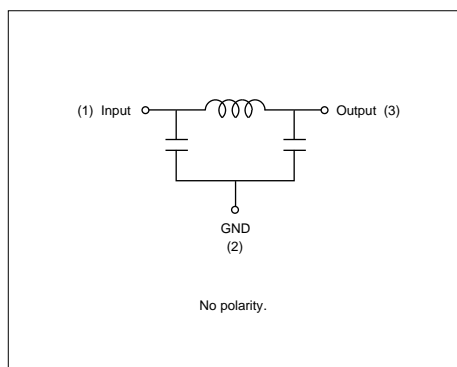 (1) Input
Output (3)
GND
(2)
No polarity.